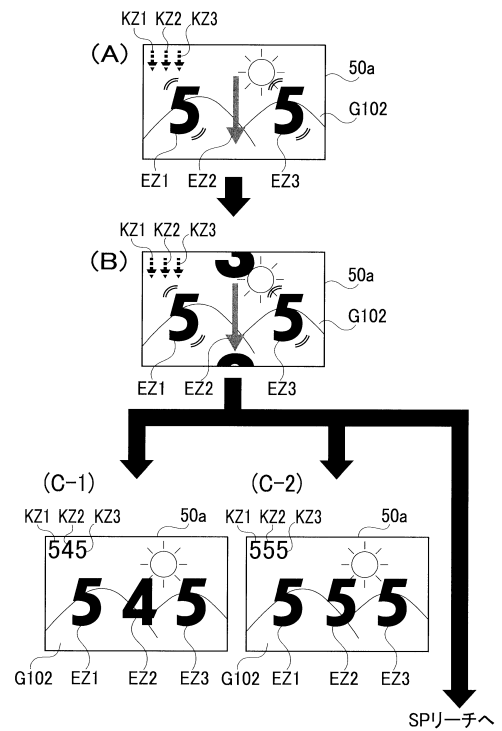 KZ1 KZ2 KZ3
(A)
50a
5 5
G102
EZ1 EZ2 EZ3
KZ1 KZ2 KZ3
(B)
50a
5 5
G102
EZ1 EZ2 EZ3
(C-1) (C-2)
KZ1 KZ2 KZ3 50a KZ1 KZ2 KZ3 50a
545 555
5 4 5 5 5 5
G102 EZ1 EZ2 EZ3 G102 EZ1 EZ2 EZ3
SPリーチへ